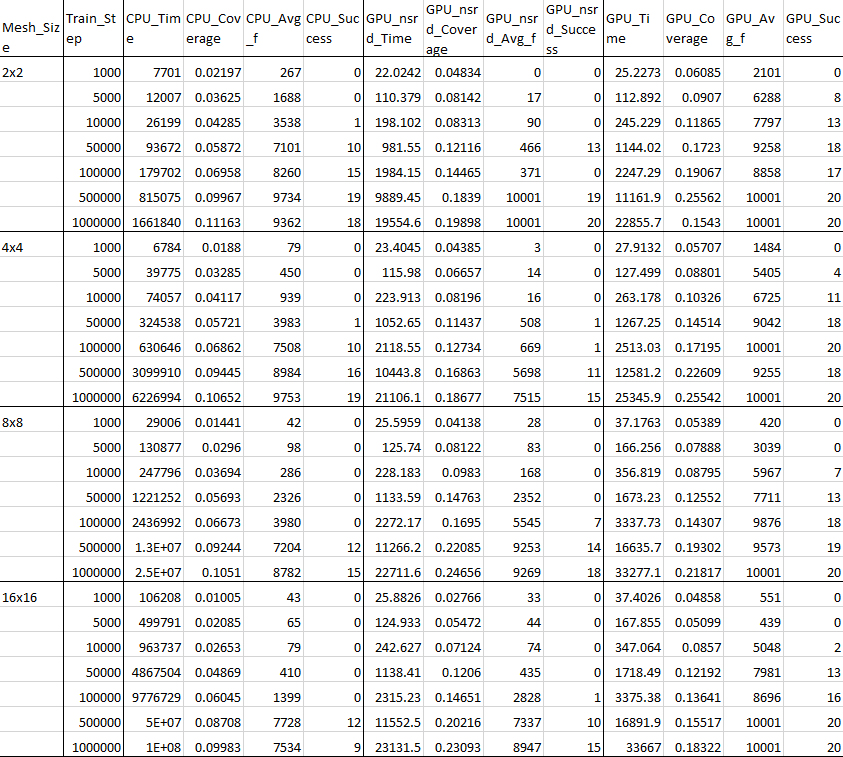 Mesh_Size Train_Step CPU_Time CPU_Coverage CPU_Avg_f CPU_Success GPU_nsrd_Time GPU_nsrd_Coverage GPU_nsrd_Avg_f GPU_nsrd_Success GPU_Time GPU_Coverage GPU_Avg_f GPU_Success
2x2 1000 7701 0.02197 267 0 22.0242 0.04834 0 0 25.2273 0.06085 2101 0
5000 12007 0.03625 1688 0 110.379 0.08142 17 0 112.892 0.0907 6288 8
10000 26199 0.04285 3538 1 198.102 0.08313 90 0 245.229 0.11865 7797 13
50000 93672 0.05872 7101 10 981.55 0.12116 466 13 1144.02 0.1723 9258 18
100000 179702 0.06958 8260 15 1984.15 0.14465 371 0 2247.29 0.19067 8858 17
500000 815075 0.09967 9734 19 9889.45 0.1839 10001 19 11161.9 0.25562 10001 20
1000000 1661840 0.11163 9362 18 19554.6 0.19898 10001 20 22855.7 0.1543 10001 20
4x4 1000 6784 0.0188 79 0 23.4045 0.04385 3 0 27.9132 0.05707 1484 0
5000 39775 0.03285 450 0 115.98 0.06657 14 0 127.499 0.08801 5405 4
10000 74057 0.04117 939 0 223.913 0.08196 16 0 263.178 0.10326 6725 11
50000 324538 0.05721 3983 1 1052.65 0.11437 508 1 1267.25 0.14514 9042 18
100000 630646 0.06862 7508 10 2118.55 0.12734 669 1 2513.03 0.17195 10001 20
500000 3099910 0.09445 8984 16 10443.8 0.16863 5698 11 12581.2 0.22609 9255 18
1000000 6226994 0.10652 9753 19 21106.1 0.18677 7515 15 25345.9 0.25542 10001 20
8x8 1000 29006 0.01441 42 0 25.5959 0.04138 28 0 37.1763 0.05389 420 0
5000 130877 0.0296 98 0 125.74 0.08122 83 0 166.256 0.07888 3039 0
10000 247796 0.03694 286 0 228.183 0.0983 168 0 356.819 0.08795 5967 7
50000 1221252 0.05693 2326 0 1133.59 0.14763 2352 0 1673.23 0.12552 7711 13
100000 2436992 0.06673 3980 0 2272.17 0.1695 5545 7 3337.73 0.14307 9876 18
500000 1.3E+07 0.09244 7204 12 11266.2 0.22085 9253 14 16635.7 0.19302 9573 19
1000000 2.5E+07 0.1051 8782 15 22711.6 0.24656 9269 18 33277.1 0.21817 10001 20
16x16 1000 106208 0.01005 43 0 25.8826 0.02766 33 0 37.4026 0.04858 551 0
5000 499791 0.02085 65 0 124.933 0.05472 44 0 167.855 0.05099 439 0
10000 963737 0.02653 79 0 242.627 0.07124 74 0 347.064 0.0857 5048 2
50000 4867504 0.04869 410 0 1138.41 0.1206 435 0 1718.49 0.12192 7981 13
100000 9776729 0.06045 1399 0 2315.23 0.14651 2828 1 3375.38 0.13641 8696 16
500000 5E+07 0.08708 7728 12 11552.5 0.20216 7337 10 16891.9 0.15517 10001 20
1000000 1E+08 0.09983 7534 9 23131.5 0.23093 8947 15 33667 0.18322 10001 20